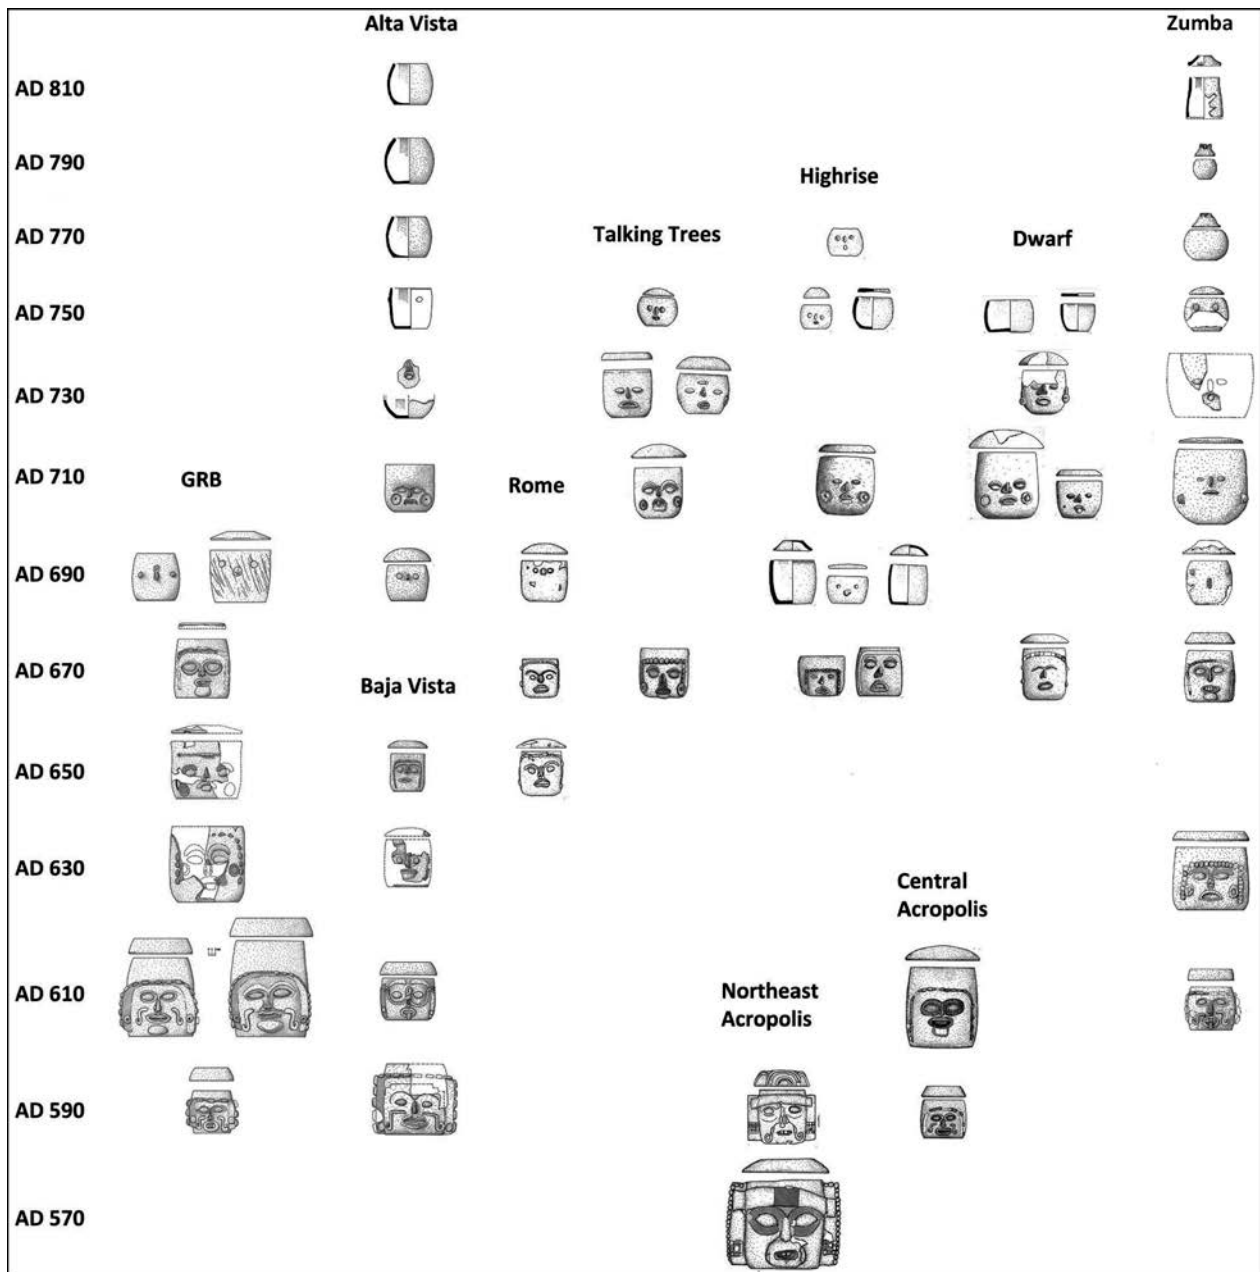 Alta Vista
Zumba
AD 810
AD 790
Highrise
AD 770
Talking Trees
Dwarf
AD 750
AD 730
AD 710
GRB
Rome
AD 690
AD 670
Baja Vista
AD 650
AD 630
Central
Acropolis
AD 610
Northeast
Acropolis
AD 590
AD 570